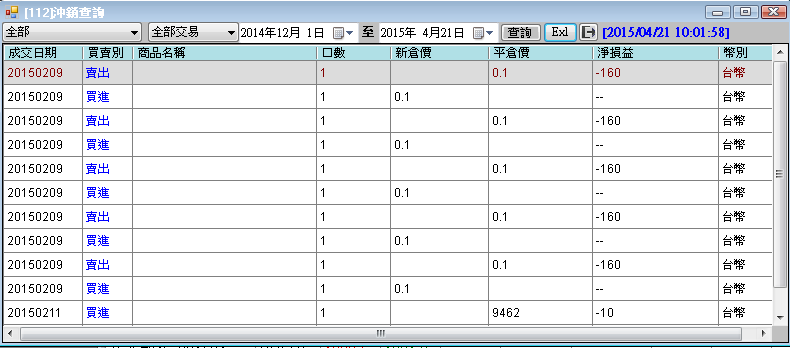 [112]沖銷查詢
全部 全部交易 2014年12月 1日 至 2015年 4月21日 查詢 Exl [2015/04/21 10:01:58]
成交日期 買賣別 商品名稱 口數 新倉價 平倉價 淨損益 幣別
20150209 賣出 1 0.1 -160 台幣
20150209 買進 1 0.1 -- 台幣
20150209 賣出 1 0.1 -160 台幣
20150209 買進 1 0.1 -- 台幣
20150209 賣出 1 0.1 -160 台幣
20150209 買進 1 0.1 -- 台幣
20150209 賣出 1 0.1 -160 台幣
20150209 買進 1 0.1 -- 台幣
20150209 賣出 1 0.1 -160 台幣
20150209 買進 1 0.1 -- 台幣
20150211 買進 1 9462 -10 台幣